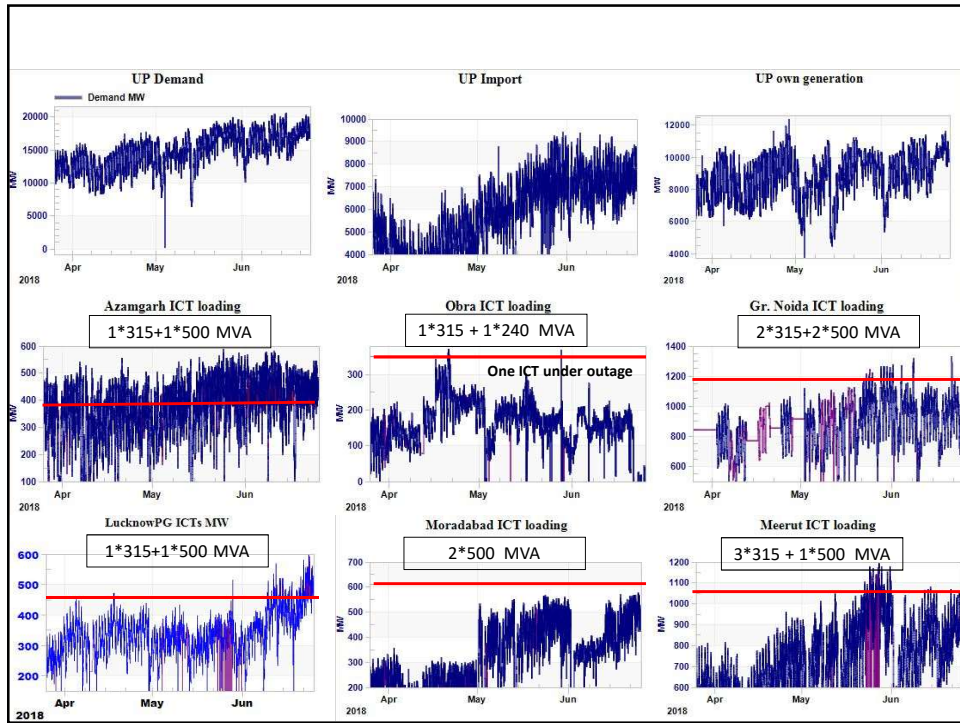 UP Demand
Demand MW
20000
15000
10000
5000
0
MW
Apr May Jun
2018
UP Import
10000
9000
8000
7000
6000
5000
4000
MW
Apr May Jun
2018
UP own generation
12000
10000
8000
6000
4000
MW
Apr May Jun
2018
Azamgarh ICT loading
1*315+1*500 MVA
600
500
400
300
200
100
MW
Apr May Jun
2018
Obra ICT loading
1*315 + 1*240 MVA
One ICT under outage
300
200
100
0
MW
Apr May Jun
2018
Gr. Noida ICT loading
2*315+2*500 MVA
1400
1200
1000
800
600
MW
Apr May Jun
2018
LucknowPG ICTs MW
1*315+1*500 MVA
600
500
400
300
200
Apr May Jun
2018
Moradabad ICT loading
2*500 MVA
700
600
500
400
300
200
MW
Apr May Jun
2018
Meerut ICT loading
3*315 + 1*500 MVA
1200
1100
1000
900
800
700
600
MW
Apr May Jun
2018